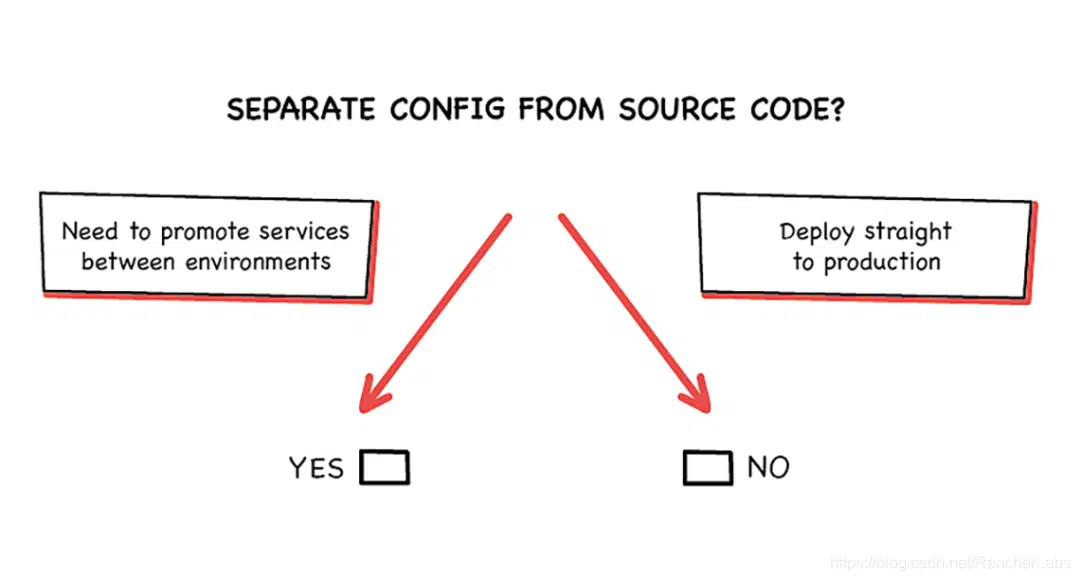 SEPARATE CONFIG FROM SOURCE CODE?
Need to promote services
between environments
Deploy straight
to production
YES
NO
https://blog.csdn.net/RancherLabs